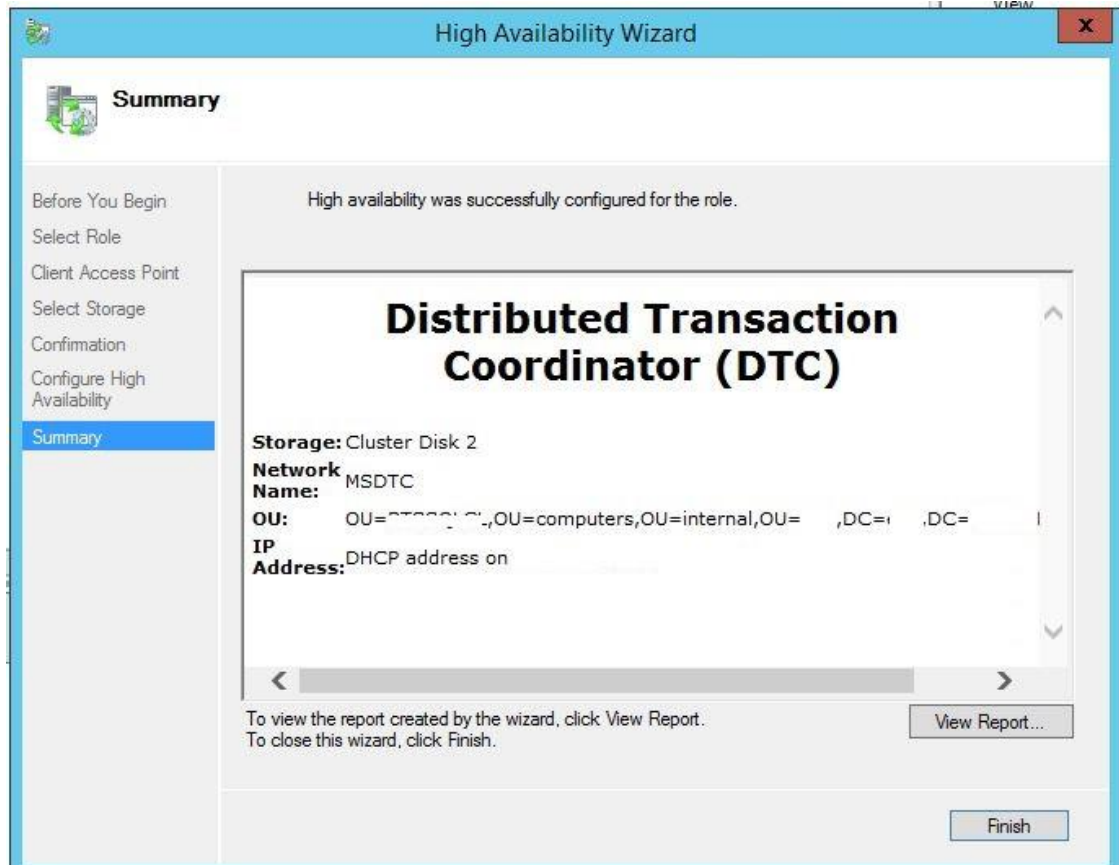 View
High Availability Wizard
x
Summary
Before You Begin
Select Role
Client Access Point
Select Storage
Confirmation
Configure High
Availability
Summary
High availability was successfully configured for the role.
Distributed Transaction
Coordinator (DTC)
Storage: Cluster Disk 2
Network
Name: MSDTC
OU: OU= ,OU=computers,OU=internal,OU= ,DC= ,DC=
IP
Address: DHCP address on
To view the report created by the wizard, click View Report.
To close this wizard, click Finish.
View Report...
Finish